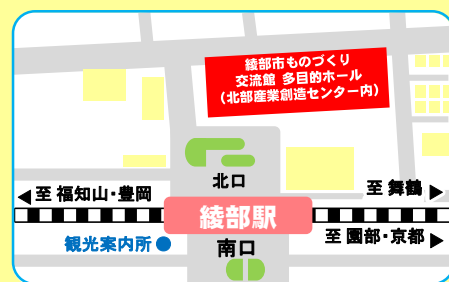 綾部市ものづくり
交流館 多目的ホール
（北部産業創造センター内）
北口
◀至 福知山・豊岡
至 舞鶴 ▶
綾部駅
観光案内所●
南口
至 園部・京都 ▶